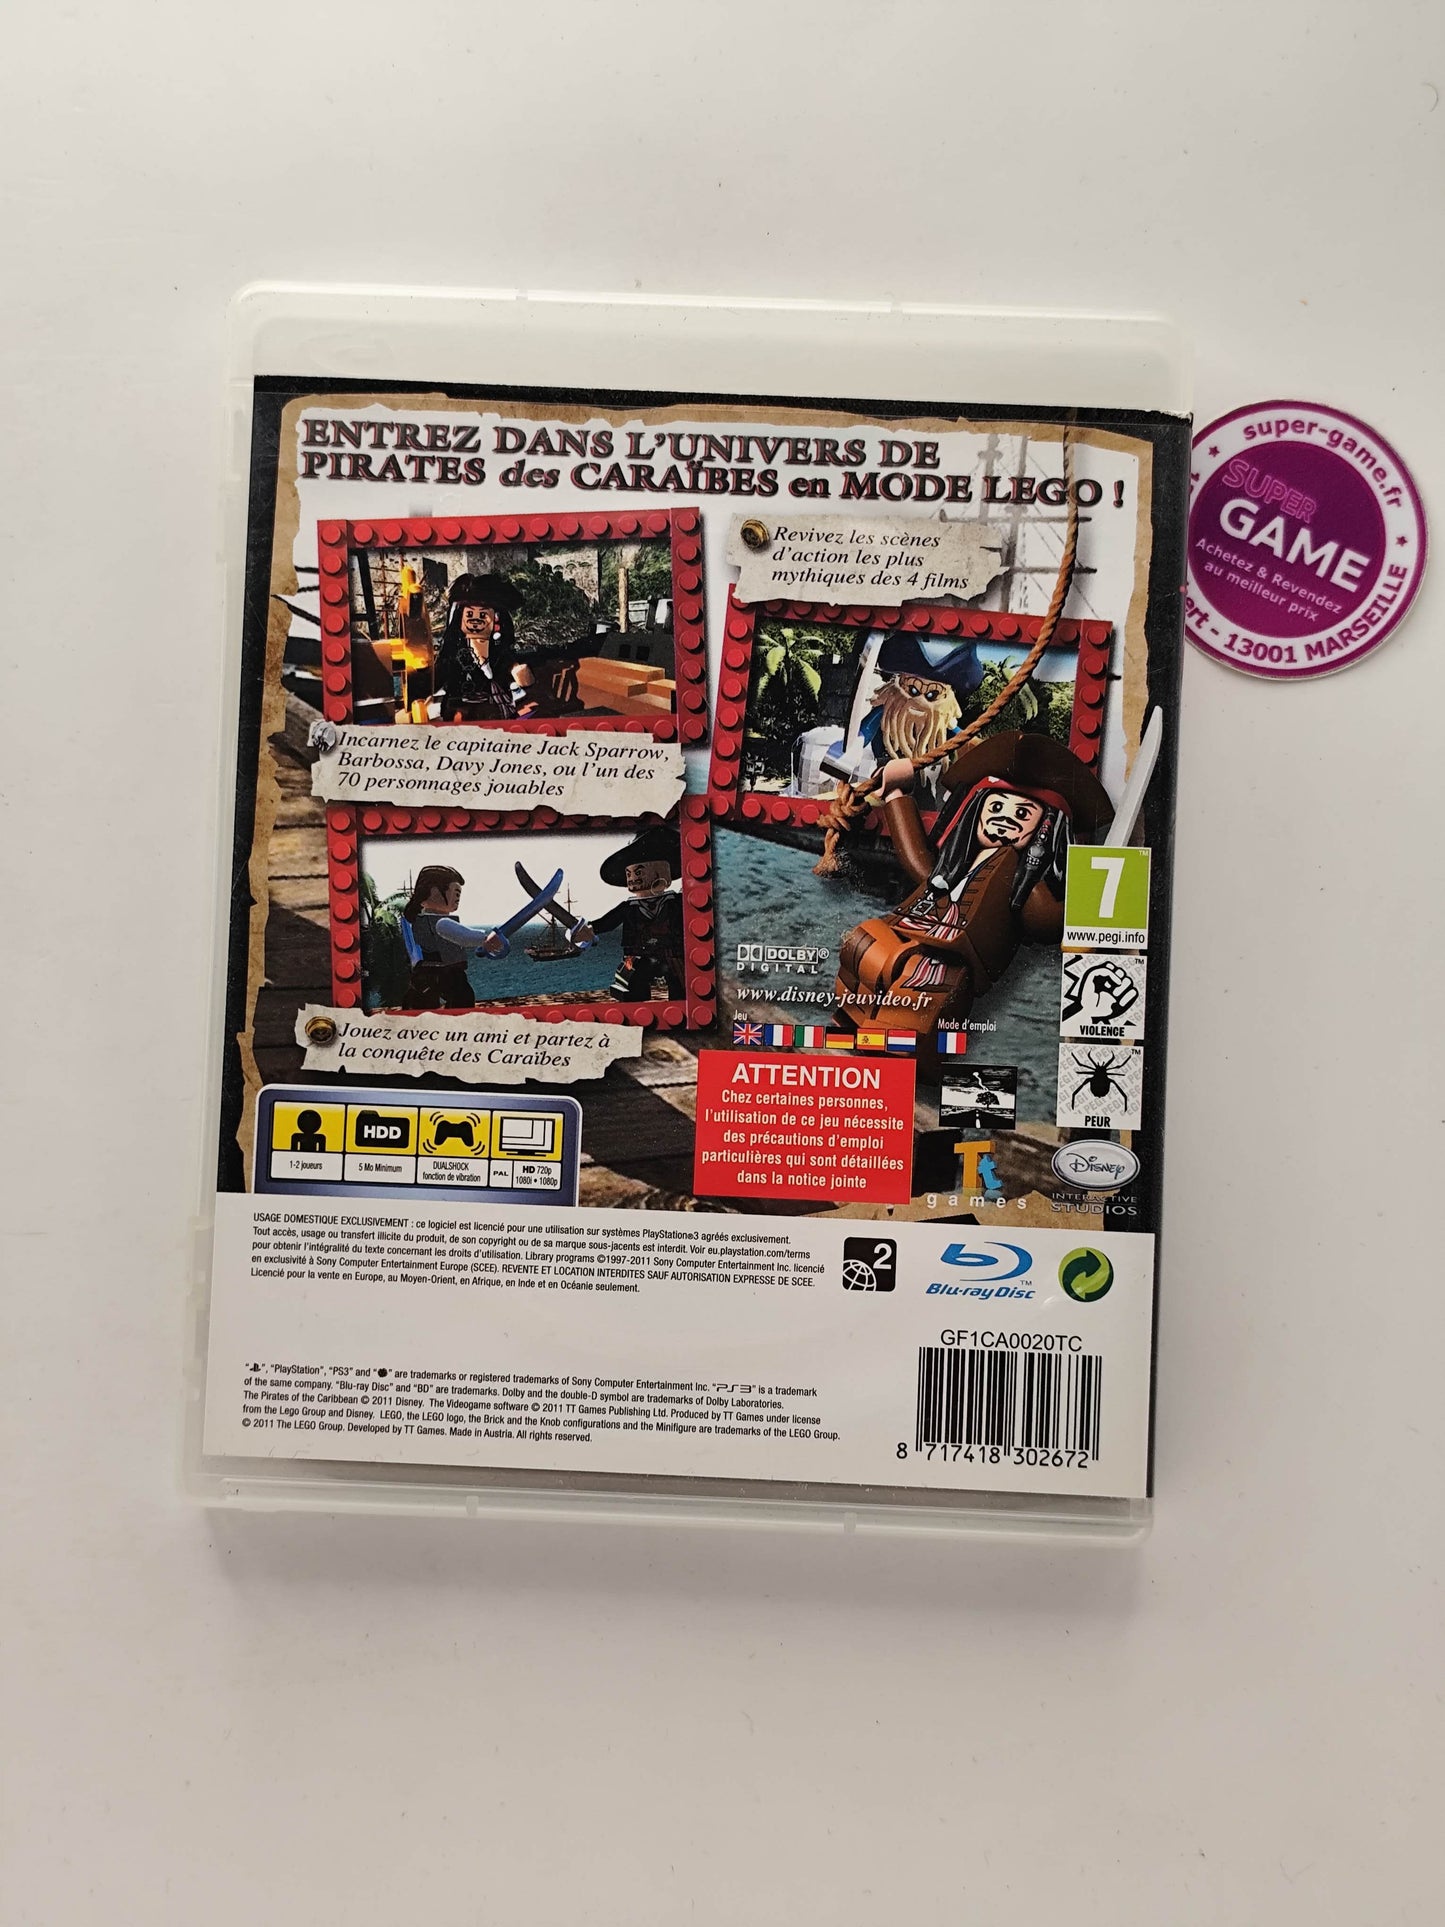 ENTREZ DANS L'UNIVERS DE
PIRATES des CARAÏBES en MODE LEGO !
Revivez les scènes
d'action les plus
mythiques des 4 films
Incarnez le capitaine Jack Sparrow,
Barbossa, Davy Jones, ou l'un des
70 personnages jouables
Jouez avec un ami et partez à
la conquête des Caraïbes
super-game.fr
SUPER
GAME
Achetez & Revendez
au meilleur prix
13001 MARSEILLE
7
www.pegi.info
VIOLENCE
PEUR
DOLBY®
DIGITAL
www.disney-jeuvideo.fr
Jeu
Mode d'emploi
ATTENTION
Chez certaines personnes,
l'utilisation de ce jeu nécessite
des précautions d'emploi
particulières qui sont détaillées
dans la notice jointe
Tt
games
Disney
INTERACTIVE
STUDIOS
1-2 joueurs
HDD
5 Mo Minimum
DUALSHOCK
fonction de vibration
PAL
HD 720p
1080i • 1080p
USAGE DOMESTIQUE EXCLUSIVEMENT : ce logiciel est licencié pour une utilisation sur systèmes PlayStation®3 agréés exclusivement.
Tout accès, usage ou transfert illicite du produit, de son copyright ou de sa marque sous-jacents est interdit. Voir eu.playstation.com/terms
pour obtenir l'intégralité du texte concernant les droits d'utilisation. Library programs ©1997-2011 Sony Computer Entertainment Inc. licencié
en exclusivité à Sony Computer Entertainment Europe (SCEE). REVENTE ET LOCATION INTERDITES SAUF AUTORISATION EXPRESSE DE SCEE.
Licencié pour la vente en Europe, au Moyen-Orient, en Afrique, en Inde et en Océanie seulement.
2
Blu-ray Disc™
GF1CA0020TC
8 717418 302672
"PlayStation", "PS3" and " " are trademarks or registered trademarks of Sony Computer Entertainment Inc. "PS3" is a trademark
of the same company. "Blu-ray Disc" and "BD" are trademarks. Dolby and the double-D symbol are trademarks of Dolby Laboratories.
The Pirates of the Caribbean © 2011 Disney. The Videogame software © 2011 TT Games Publishing Ltd. Produced by TT Games under license
from the Lego Group and Disney. LEGO, the LEGO logo, the Brick and the Knob configurations and the Minifigure are trademarks of the LEGO Group.
© 2011 The LEGO Group. Developed by TT Games. Made in Austria. All rights reserved.